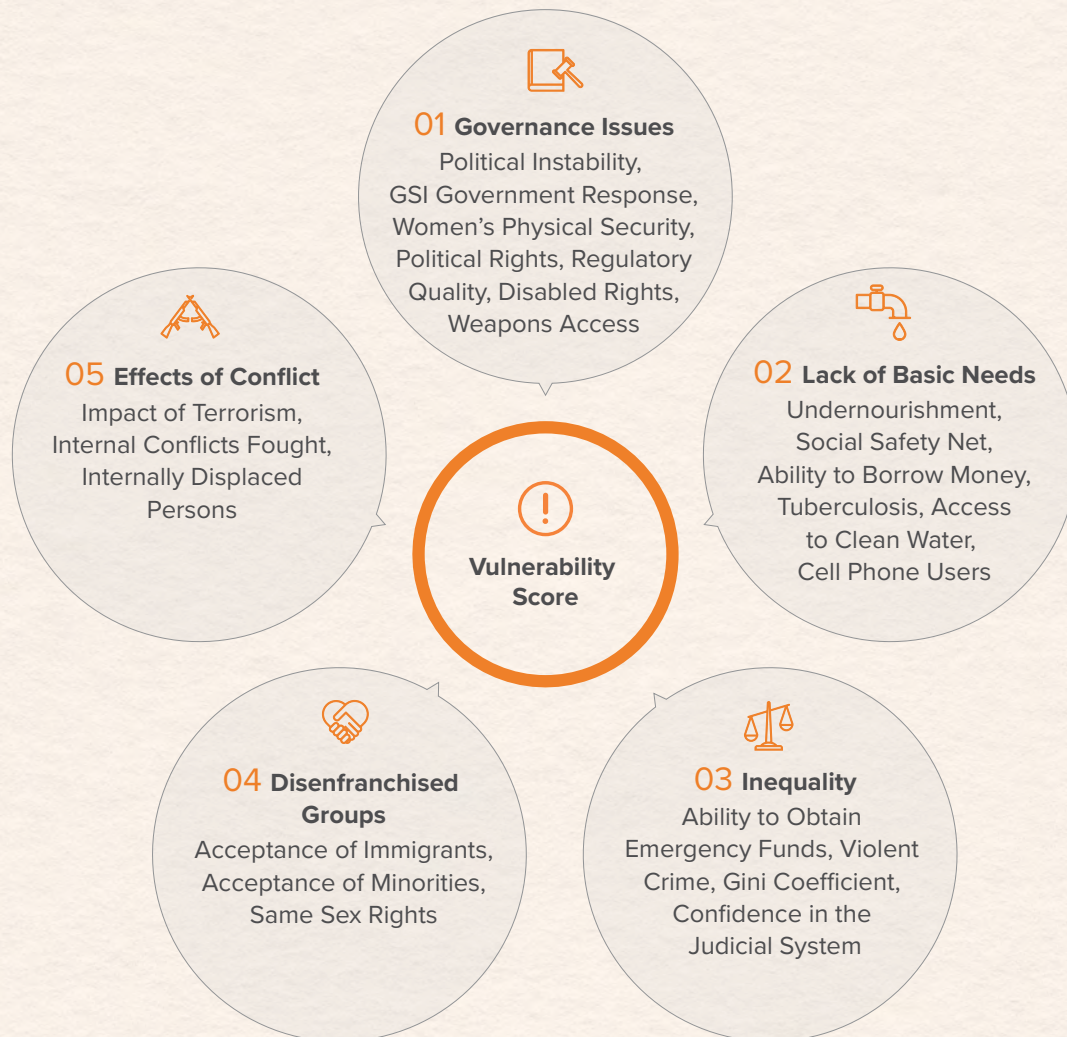 01 Governance Issues
Political Instability,
GSI Government Response,
Women’s Physical Security,
Political Rights, Regulatory
Quality, Disabled Rights,
Weapons Access
02 Lack of Basic Needs
Undernourishment,
Social Safety Net,
Ability to Borrow Money,
Tuberculosis, Access
to Clean Water,
Cell Phone Users
03 Inequality
Ability to Obtain
Emergency Funds, Violent
Crime, Gini Coefficient,
Confidence in the
Judicial System
04 Disenfranchised
Groups
Acceptance of Immigrants,
Acceptance of Minorities,
Same Sex Rights
05 Effects of Conflict
Impact of Terrorism,
Internal Conflicts Fought,
Internally Displaced
Persons
Vulnerability
Score